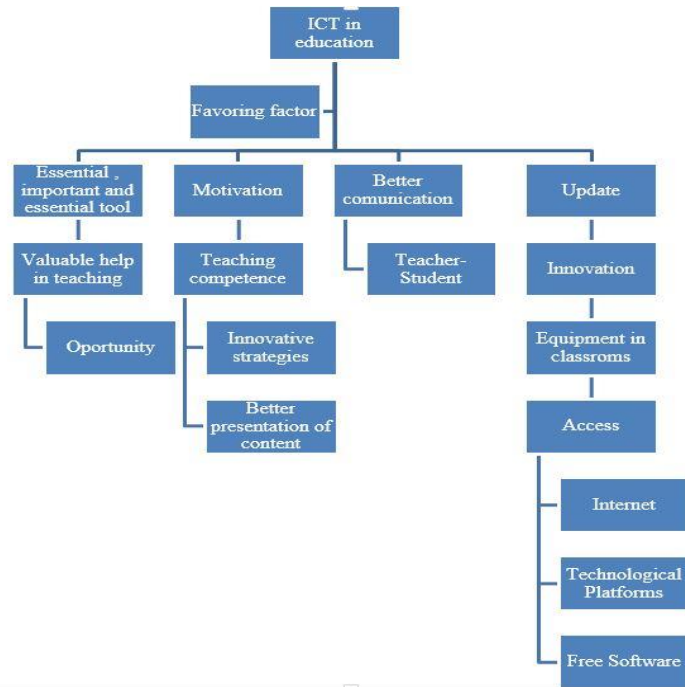 ICT in
education
Favoring factor
Essential ,
important and
essential tool
Motivation
Better
comunication
Update
Valuable help
in teaching
Teaching
competence
Teacher-
Student
Innovation
Oportunity
Innovative
strategies
Equipment in
classroms
Better
presentation of
content
Access
Internet
Technological
Platforms
Free Software